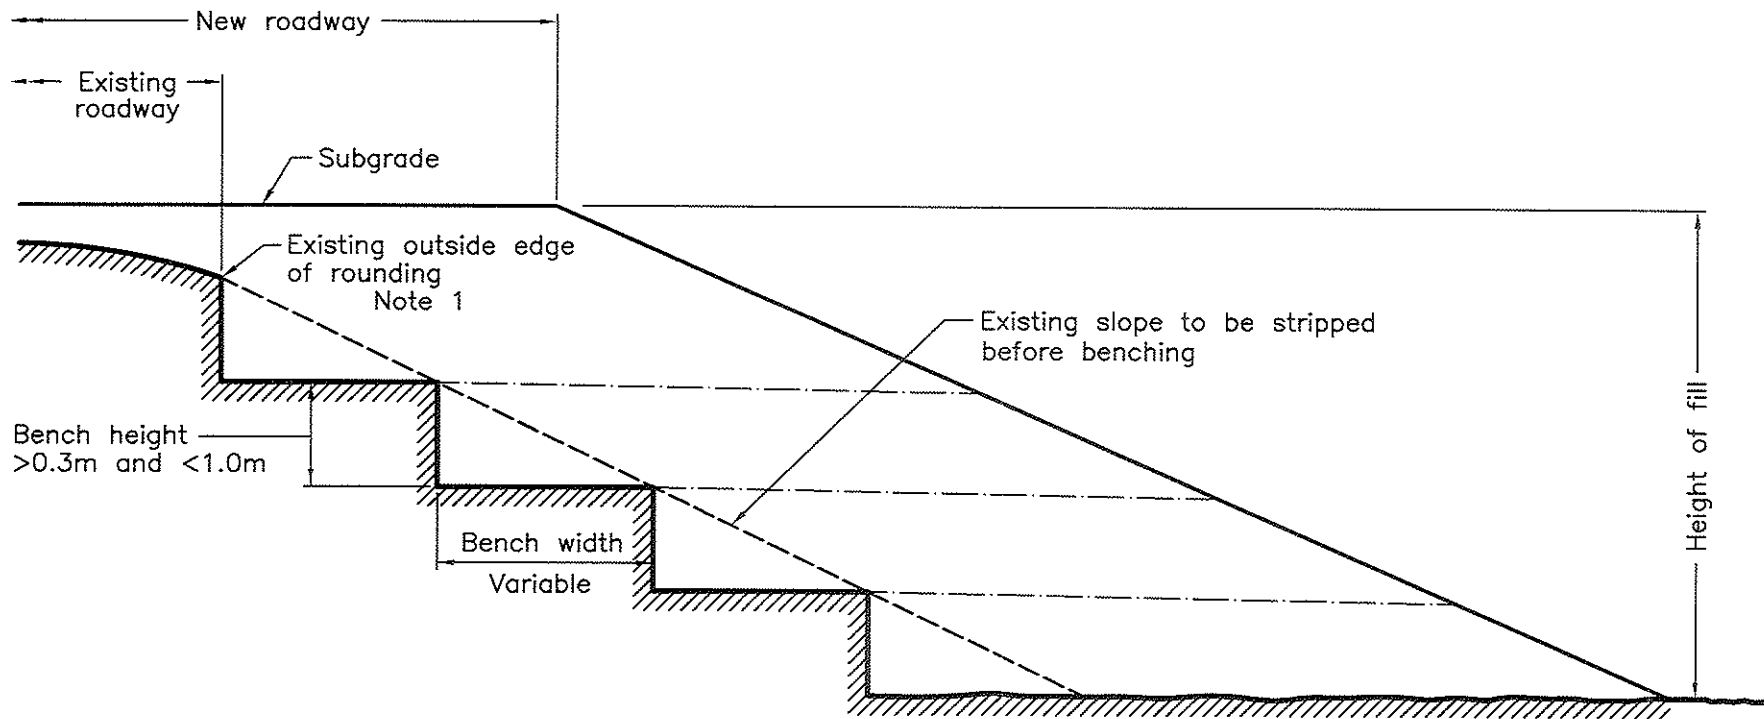 New roadway
Existing
roadway
Subgrade
Existing outside edge
of rounding
Note 1
Existing slope to be stripped
before benching
Bench height
>0.3m and <1.0m
Bench width
Variable
Height of fill